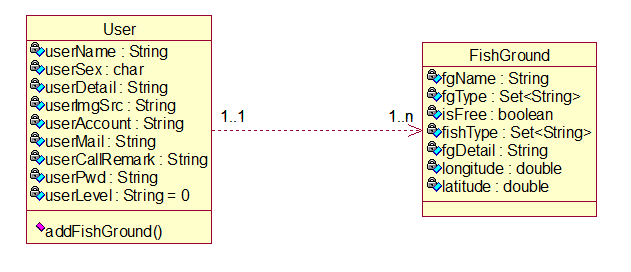 User
userName : String
userSex : char
userDetail : String
userImgSrc : String
userAccount : String
userMail : String
userCallRemark : String
userPwd : String
userLevel : String = 0
addFishGround()
1..1
1..n
FishGround
fgName : String
fgType : Set<String>
isFree : boolean
fishType : Set<String>
fgDetail : String
longitude : double
latitude : double